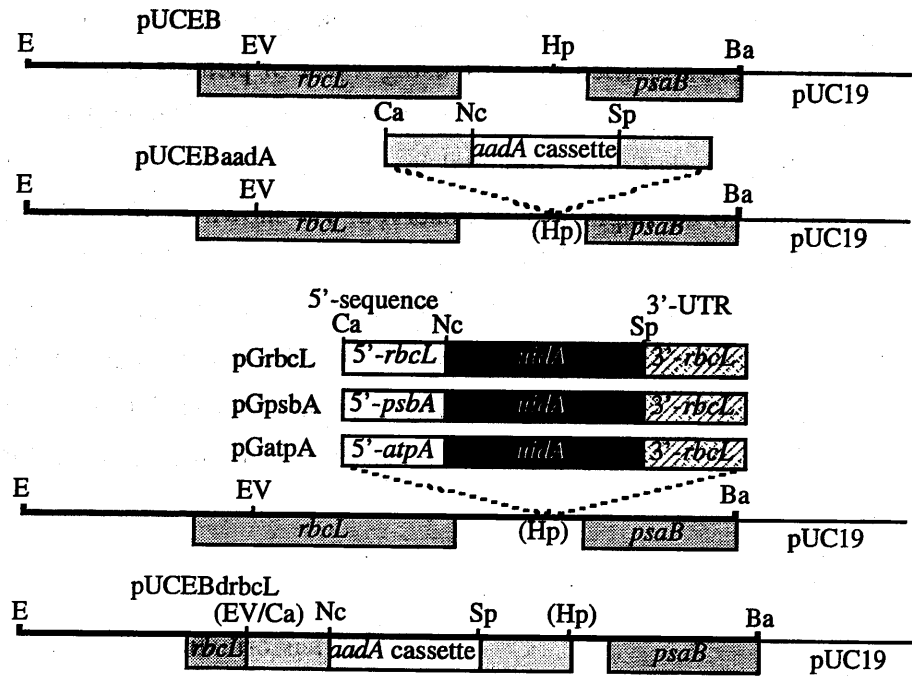 pUCEB
E EV Hp Ba
rbcL psaB pUC19
Ca Nc Sp
aadA cassette
pUCEBaadA
E EV Ba
rbcL (Hp) psaB pUC19
5’-sequence 3’-UTR
Ca Nc Sp
pGrbcL 5’-rbcL uidA 3’-rbcL
pGpsbA 5’-psbA uidA 3’-rbcL
pGatpA 5’-atpA uidA 3’-rbcL
E EV Ba
rbcL (Hp) psaB pUC19
pUCEBdrbcL
E (EV/Ca) Nc Sp (Hp) Ba
rbcL aadA cassette psaB pUC19